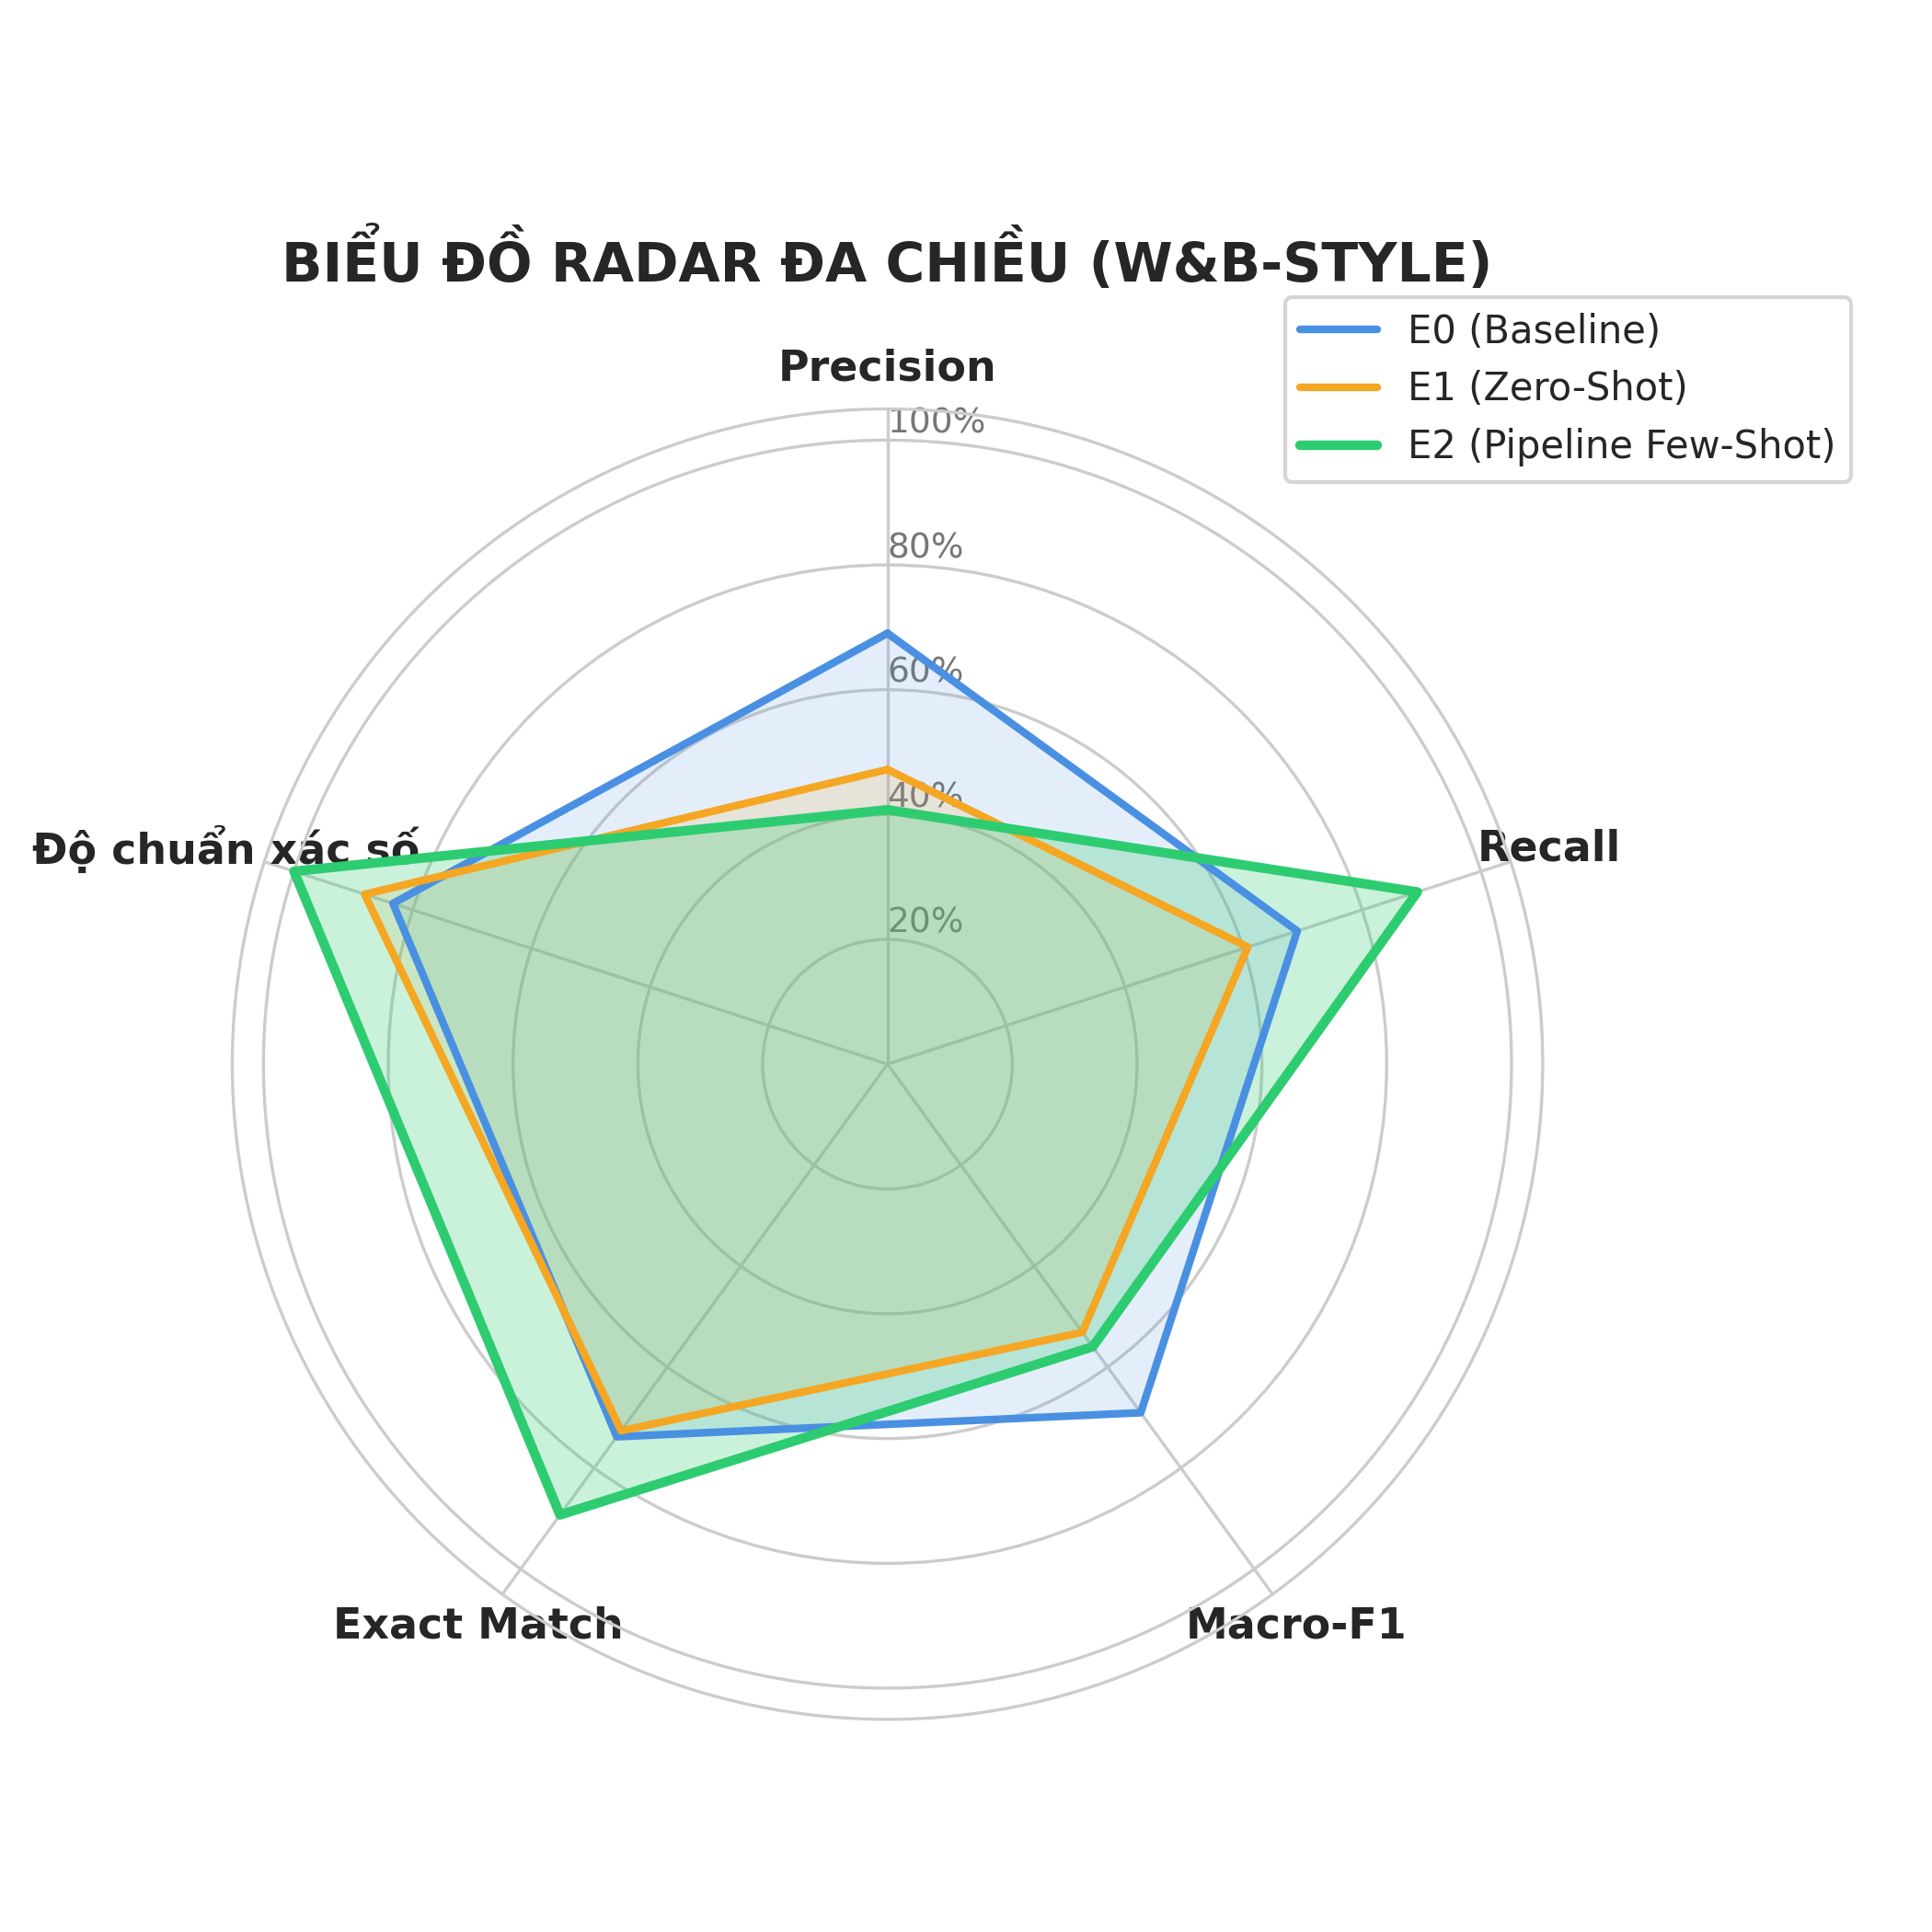 BIỂU ĐỒ RADAR ĐA CHIỀU (W&B-STYLE)
E0 (Baseline)
E1 (Zero-Shot)
E2 (Pipeline Few-Shot)
Precision
100%
80%
60%
40%
20%
Độ chuẩn xác số
Recall
Exact Match
Macro-F1